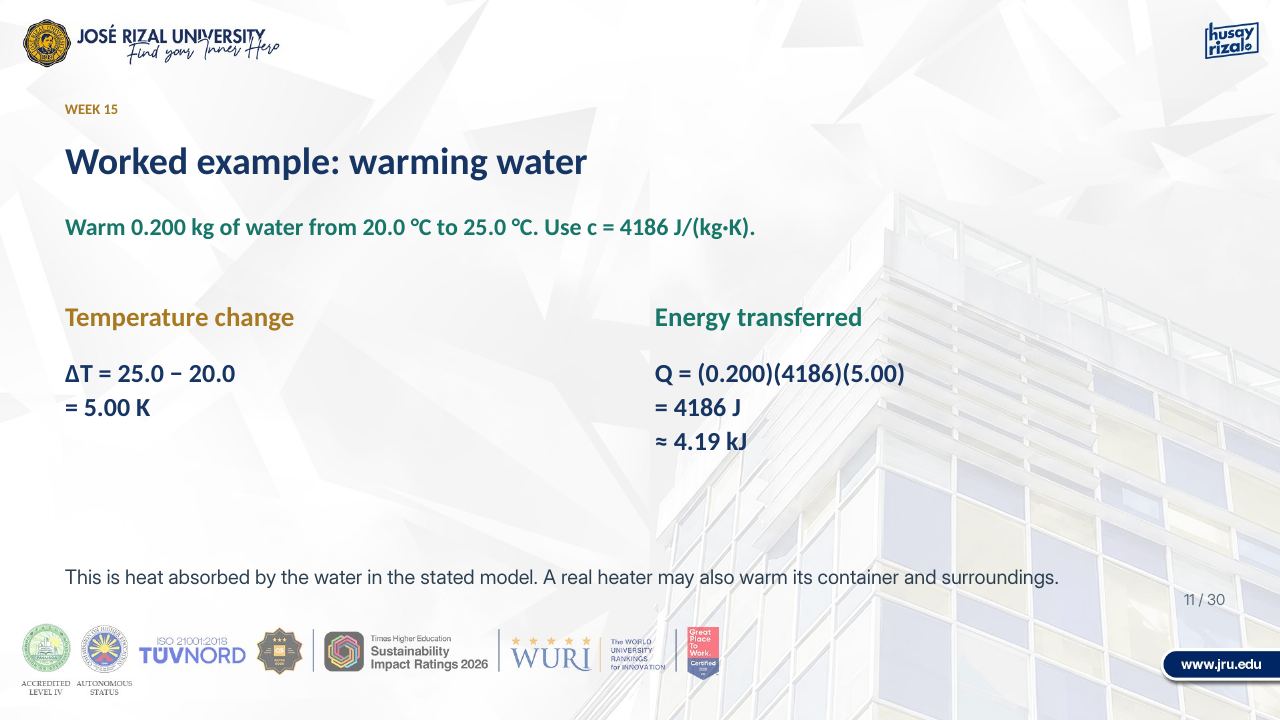 JOSÉ RIZAL UNIVERSITY
Find your Inner Hero
husay
rizal
WEEK 15
Worked example: warming water
Warm 0.200 kg of water from 20.0 °C to 25.0 °C. Use c = 4186 J/(kg·K).
Temperature change
ΔT = 25.0 − 20.0
= 5.00 K
Energy transferred
Q = (0.200)(4186)(5.00)
= 4186 J
≈ 4.19 kJ
This is heat absorbed by the water in the stated model. A real heater may also warm its container and surroundings.
11 / 30
ACCREDITED
LEVEL IV
AUTONOMOUS
STATUS
ISO 21001:2018
TÜVNORD
Times Higher Education
Sustainability
Impact Ratings 2026
WURI
The WORLD
UNIVERSITY
RANKINGS
for INNOVATION
Great
Place
To
Work.
Certified
www.jru.edu